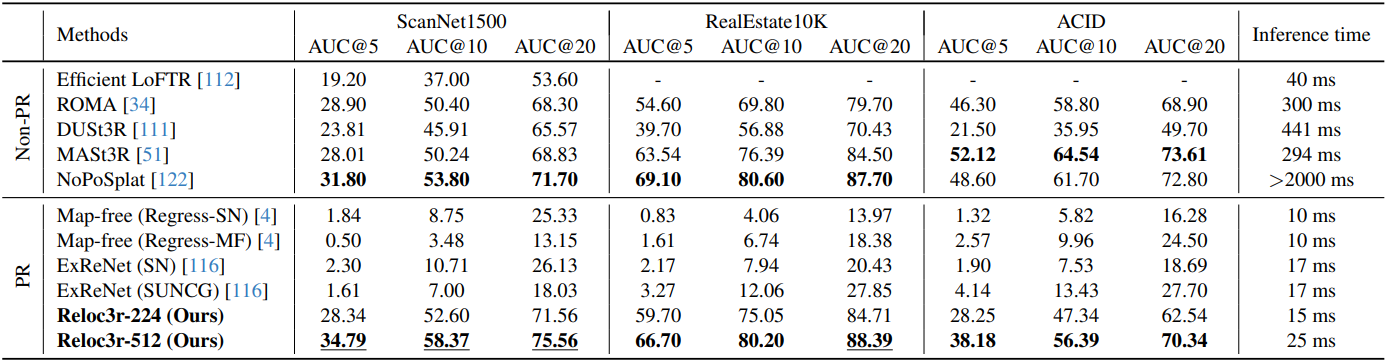 Methods ScanNet1500 RealEstate10K ACID Inference time
AUC@5 AUC@10 AUC@20 AUC@5 AUC@10 AUC@20 AUC@5 AUC@10 AUC@20
Non-PR
Efficient LoFTR [112] 19.20 37.00 53.60 - - - - - - 40 ms
ROMA [34] 28.90 50.40 68.30 54.60 69.80 79.70 46.30 58.80 68.90 300 ms
DUSt3R [111] 23.81 45.91 65.57 39.70 56.88 70.43 21.50 35.95 49.70 441 ms
MASt3R [51] 28.01 50.24 68.83 63.54 76.39 84.50 52.12 64.54 73.61 294 ms
NoPoSplat [122] 31.80 53.80 71.70 69.10 80.60 87.70 48.60 61.70 72.80 >2000 ms
PR
Map-free (Regress-SN) [4] 1.84 8.75 25.33 0.83 4.06 13.97 1.32 5.82 16.28 10 ms
Map-free (Regress-MF) [4] 0.50 3.48 13.15 1.61 6.74 18.38 2.57 9.96 24.50 10 ms
ExReNet (SN) [116] 2.30 10.71 26.13 2.17 7.94 20.43 1.90 7.53 18.69 17 ms
ExReNet (SUNCG) [116] 1.61 7.00 18.03 3.27 12.06 27.85 4.14 13.43 27.70 17 ms
Reloc3r-224 (Ours) 28.34 52.60 71.56 59.70 75.05 84.71 28.25 47.34 62.54 15 ms
Reloc3r-512 (Ours) 34.79 58.37 75.56 66.70 80.20 88.39 38.18 56.39 70.34 25 ms